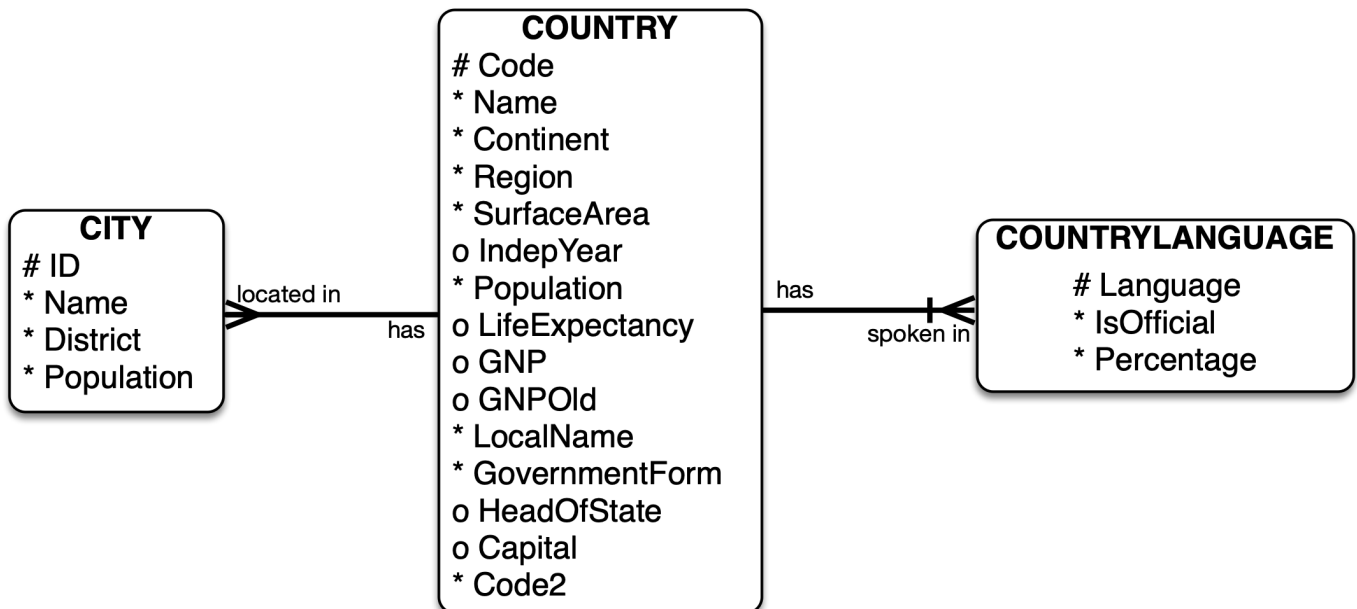 CITY
# ID
* Name
* District
* Population
located in
has
COUNTRY
# Code
* Name
* Continent
* Region
* SurfaceArea
o IndepYear
* Population
o LifeExpectancy
o GNP
o GNPOld
* LocalName
* GovernmentForm
o HeadOfState
o Capital
* Code2
has
spoken in
COUNTRYLANGUAGE
# Language
* IsOfficial
* Percentage